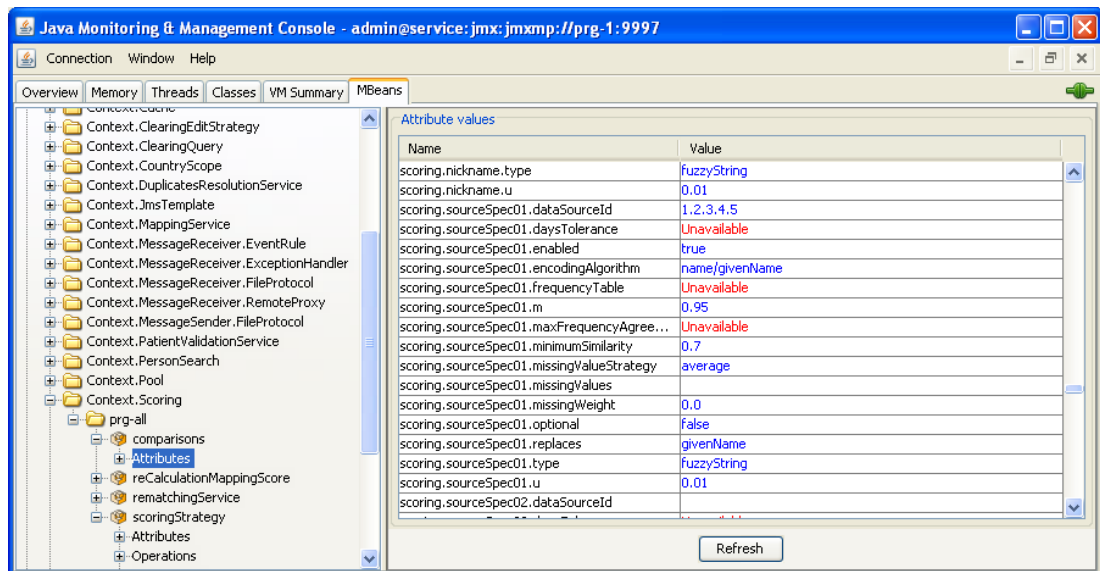 Java Monitoring & Management Console - admin@service:jmx:jmxmp://prg-1:9997
Connection Window Help
Overview Memory Threads Classes VM Summary MBeans
Context.Cache
Context.ClearingEditStrategy
Context.ClearingQuery
Context.CountryScope
Context.DuplicatesResolutionService
Context.JmsTemplate
Context.MappingService
Context.MessageReceiver.EventRule
Context.MessageReceiver.ExceptionHandler
Context.MessageReceiver.FileProtocol
Context.MessageReceiver.RemoteProxy
Context.MessageSender.FileProtocol
Context.PatientValidationService
Context.PersonSearch
Context.Pool
Context.Scoring
prg-all
comparisons
Attributes
reCalculationMappingScore
rematchingService
scoringStrategy
Attributes
Operations
Attribute values
Name Value
scoring.nickname.type fuzzyString
scoring.nickname.u 0.01
scoring.sourceSpec01.dataSourceId 1.2.3.4.5
scoring.sourceSpec01.daysTolerance Unavailable
scoring.sourceSpec01.enabled true
scoring.sourceSpec01.encodingAlgorithm name/givenName
scoring.sourceSpec01.frequencyTable Unavailable
scoring.sourceSpec01.m 0.95
scoring.sourceSpec01.maxFrequencyAgree... Unavailable
scoring.sourceSpec01.minimumSimilarity 0.7
scoring.sourceSpec01.missingValueStrategy average
scoring.sourceSpec01.missingValues
scoring.sourceSpec01.missingWeight 0.0
scoring.sourceSpec01.optional false
scoring.sourceSpec01.replaces givenName
scoring.sourceSpec01.type fuzzyString
scoring.sourceSpec01.u 0.01
scoring.sourceSpec02.dataSourceId
Refresh